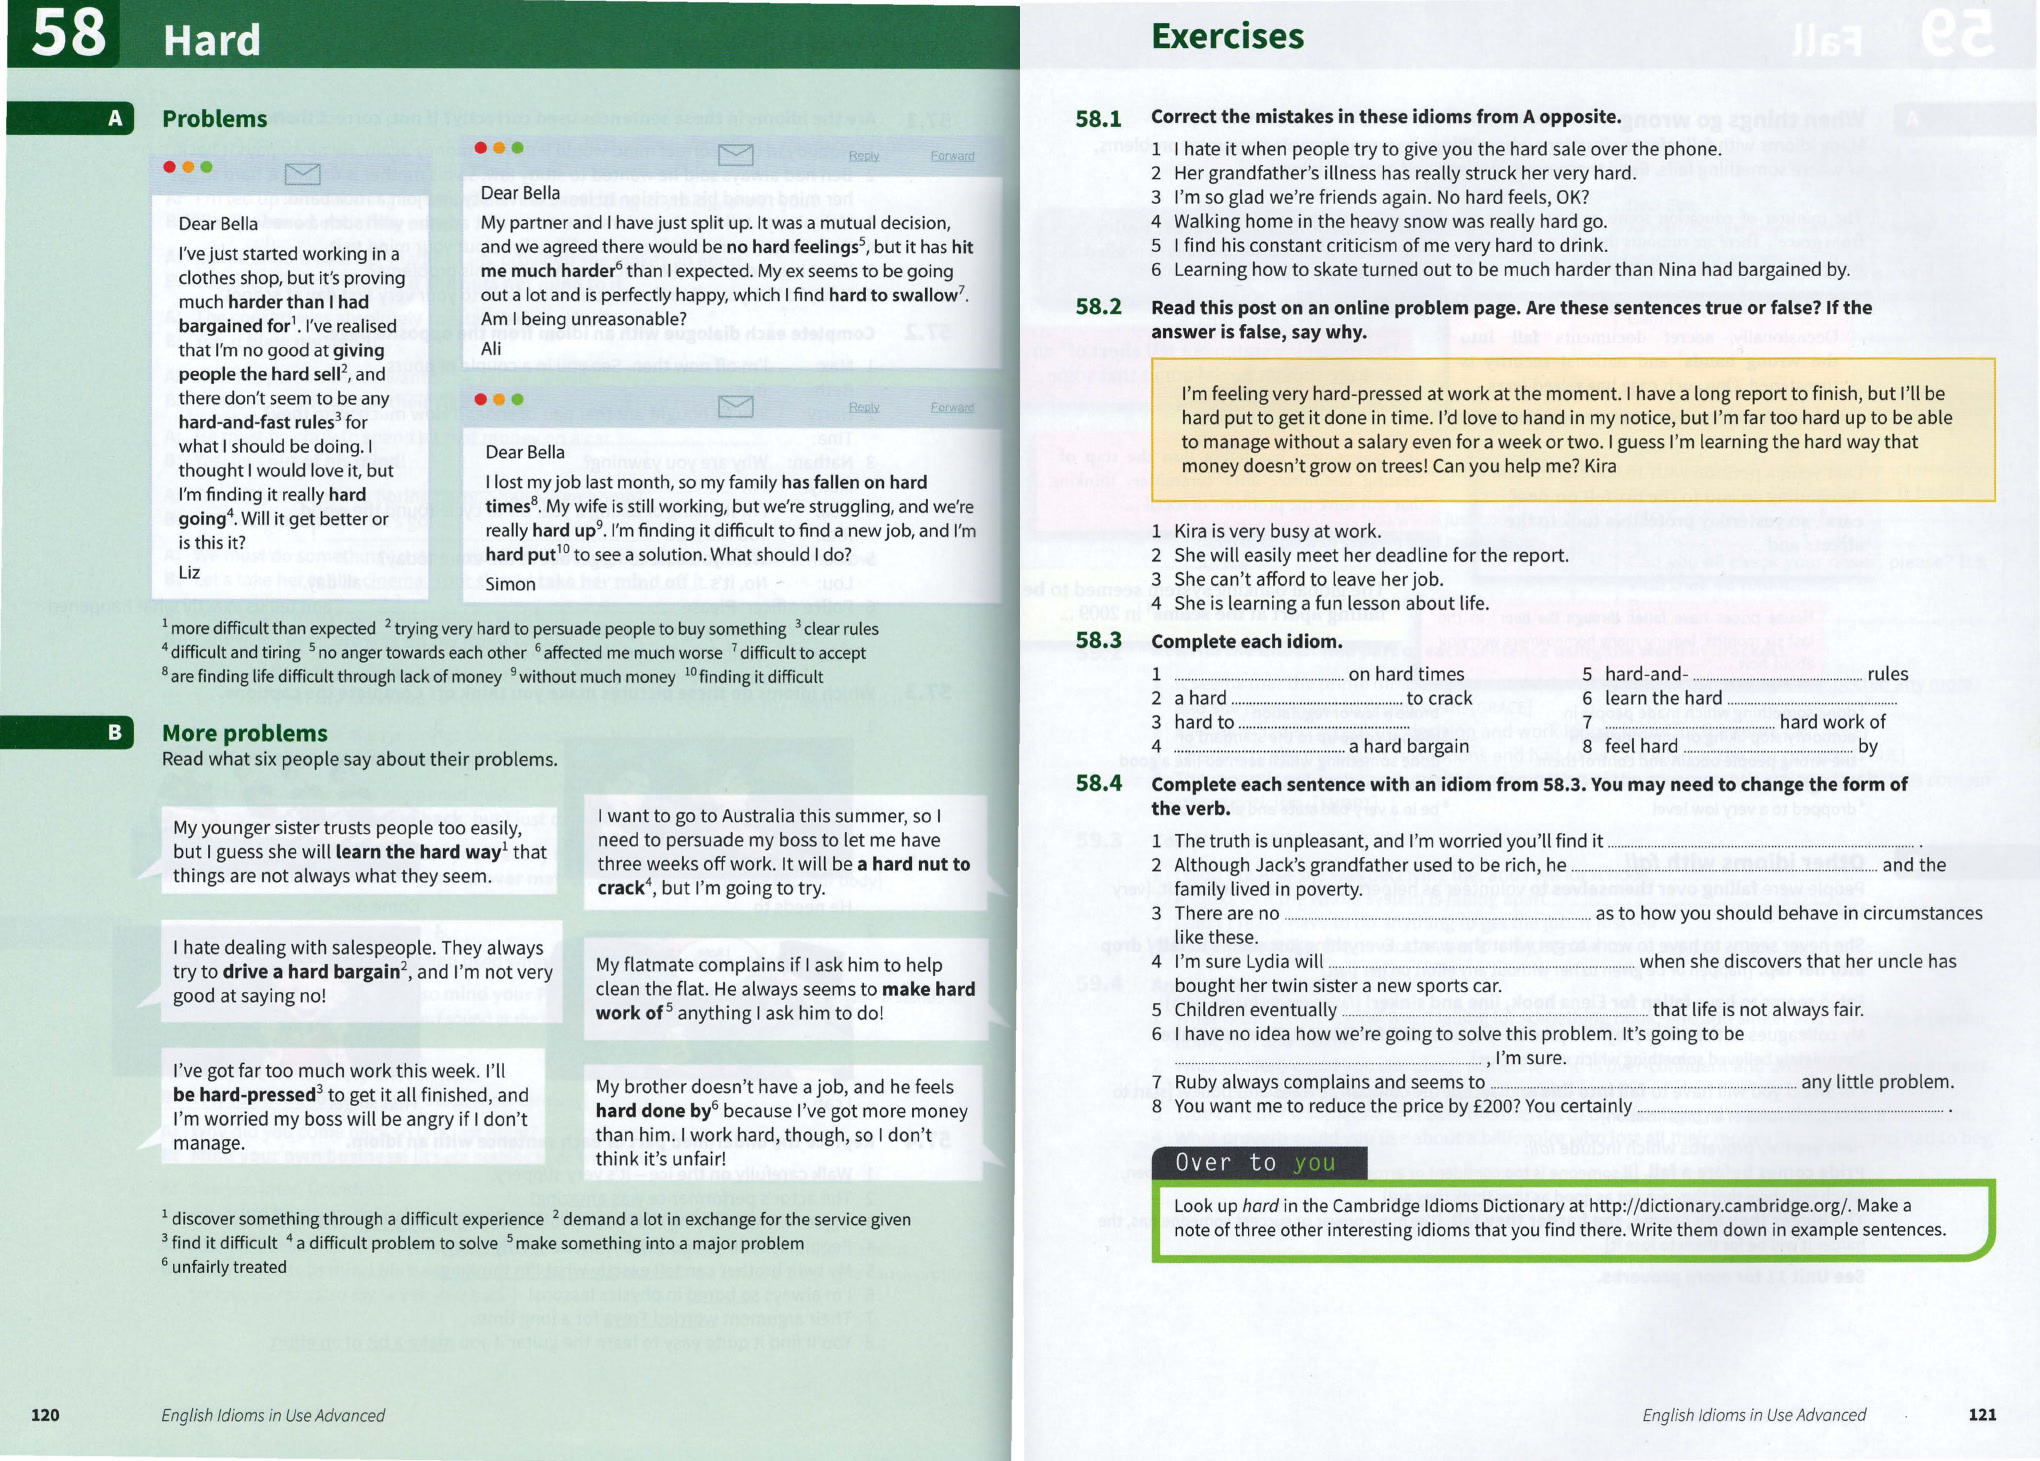 58 Hard
A Problems
Dear Bella
I've just started working in a
clothes shop, but it's proving
much harder than I had
bargained for¹. I've realised
that I'm no good at giving
people the hard sell², and
there don't seem to be any
hard-and-fast rules³ for
what I should be doing. I
thought I would love it, but
I'm finding it really hard
going⁴. Will it get better or
is this it?
Liz
Reply Forward
Dear Bella
My partner and I have just split up. It was a mutual decision,
and we agreed there would be no hard feelings⁵, but it has hit
me much harder⁶ than I expected. My ex seems to be going
out a lot and is perfectly happy, which I find hard to swallow⁷.
Am I being unreasonable?
Ali
Reply Forward
Dear Bella
I lost my job last month, so my family has fallen on hard
times⁸. My wife is still working, but we're struggling, and we're
really hard up⁹. I'm finding it difficult to find a new job, and I'm
hard put¹⁰ to see a solution. What should I do?
Simon
¹ more difficult than expected ² trying very hard to persuade people to buy something ³ clear rules
⁴ difficult and tiring ⁵ no anger towards each other ⁶ affected me much worse ⁷ difficult to accept
⁸ are finding life difficult through lack of money ⁹ without much money ¹⁰ finding it difficult
B More problems
Read what six people say about their problems.
My younger sister trusts people too easily,
but I guess she will learn the hard way¹ that
things are not always what they seem.
I hate dealing with salespeople. They always
try to drive a hard bargain², and I'm not very
good at saying no!
I've got far too much work this week. I'll
be hard-pressed³ to get it all finished, and
I'm worried my boss will be angry if I don't
manage.
I want to go to Australia this summer, so I
need to persuade my boss to let me have
three weeks off work. It will be a hard nut to
crack⁴, but I'm going to try.
My flatmate complains if I ask him to help
clean the flat. He always seems to make hard
work of⁵ anything I ask him to do!
My brother doesn't have a job, and he feels
hard done by⁶ because I've got more money
than him. I work hard, though, so I don't
think it's unfair!
¹ discover something through a difficult experience ² demand a lot in exchange for the service given
³ find it difficult ⁴ a difficult problem to solve ⁵ make something into a major problem
⁶ unfairly treated
120 English Idioms in Use Advanced
Exercises
58.1 Correct the mistakes in these idioms from A opposite.
1 I hate it when people try to give you the hard sale over the phone.
2 Her grandfather's illness has really struck her very hard.
3 I'm so glad we're friends again. No hard feels, OK?
4 Walking home in the heavy snow was really hard go.
5 I find his constant criticism of me very hard to drink.
6 Learning how to skate turned out to be much harder than Nina had bargained by.
58.2 Read this post on an online problem page. Are these sentences true or false? If the
answer is false, say why.
I'm feeling very hard-pressed at work at the moment. I have a long report to finish, but I'll be
hard put to get it done in time. I'd love to hand in my notice, but I'm far too hard up to be able
to manage without a salary even for a week or two. I guess I'm learning the hard way that
money doesn't grow on trees! Can you help me? Kira
1 Kira is very busy at work.
2 She will easily meet her deadline for the report.
3 She can't afford to leave her job.
4 She is learning a fun lesson about life.
58.3 Complete each idiom.
1 ........................................ on hard times
2 a hard ........................................ to crack
3 hard to ........................................
4 ........................................ a hard bargain
5 hard-and- ........................................ rules
6 learn the hard ........................................
7 ........................................ hard work of
8 feel hard ........................................ by
58.4 Complete each sentence with an idiom from 58.3. You may need to change the form of
the verb.
1 The truth is unpleasant, and I'm worried you'll find it ........................................ .
2 Although Jack's grandfather used to be rich, he ........................................ and the
family lived in poverty.
3 There are no ........................................ as to how you should behave in circumstances
like these.
4 I'm sure Lydia will ........................................ when she discovers that her uncle has
bought her twin sister a new sports car.
5 Children eventually ........................................ that life is not always fair.
6 I have no idea how we're going to solve this problem. It's going to be
........................................ , I'm sure.
7 Ruby always complains and seems to ........................................ any little problem.
8 You want me to reduce the price by £200? You certainly ........................................ .
Over to you
Look up hard in the Cambridge Idioms Dictionary at http://dictionary.cambridge.org/. Make a
note of three other interesting idioms that you find there. Write them down in example sentences.
English Idioms in Use Advanced 121